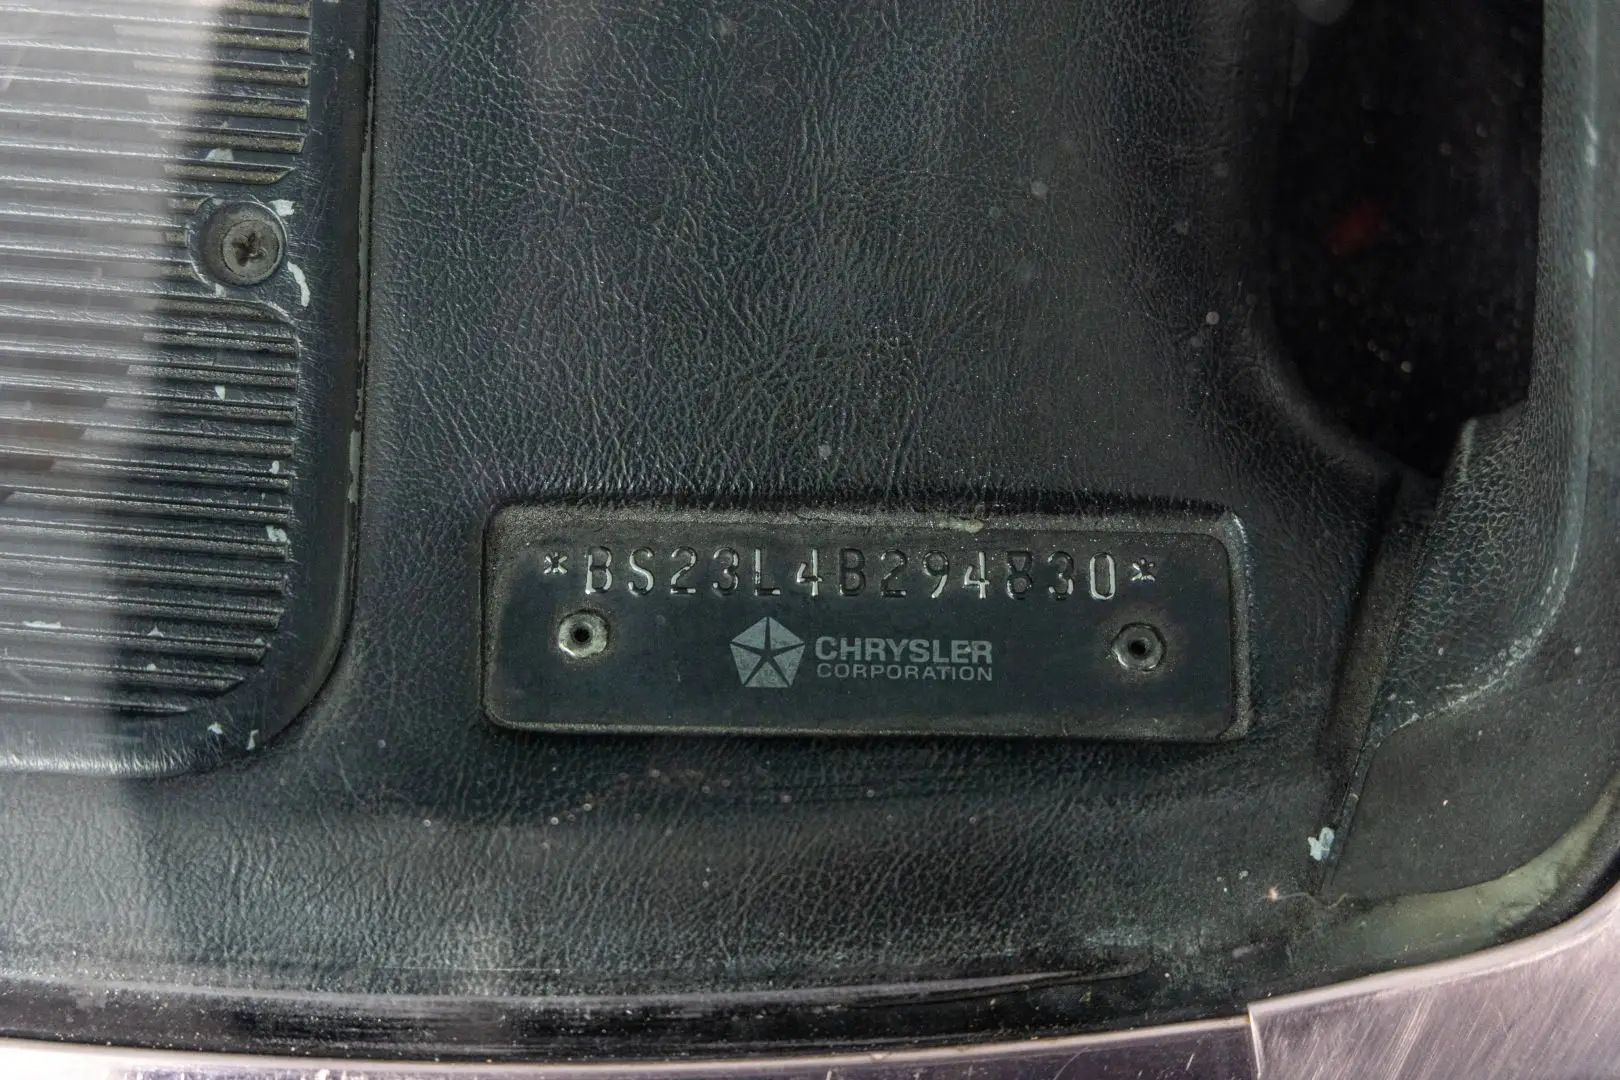 *BS23L4B294830*
CHRYSLER
CORPORATION